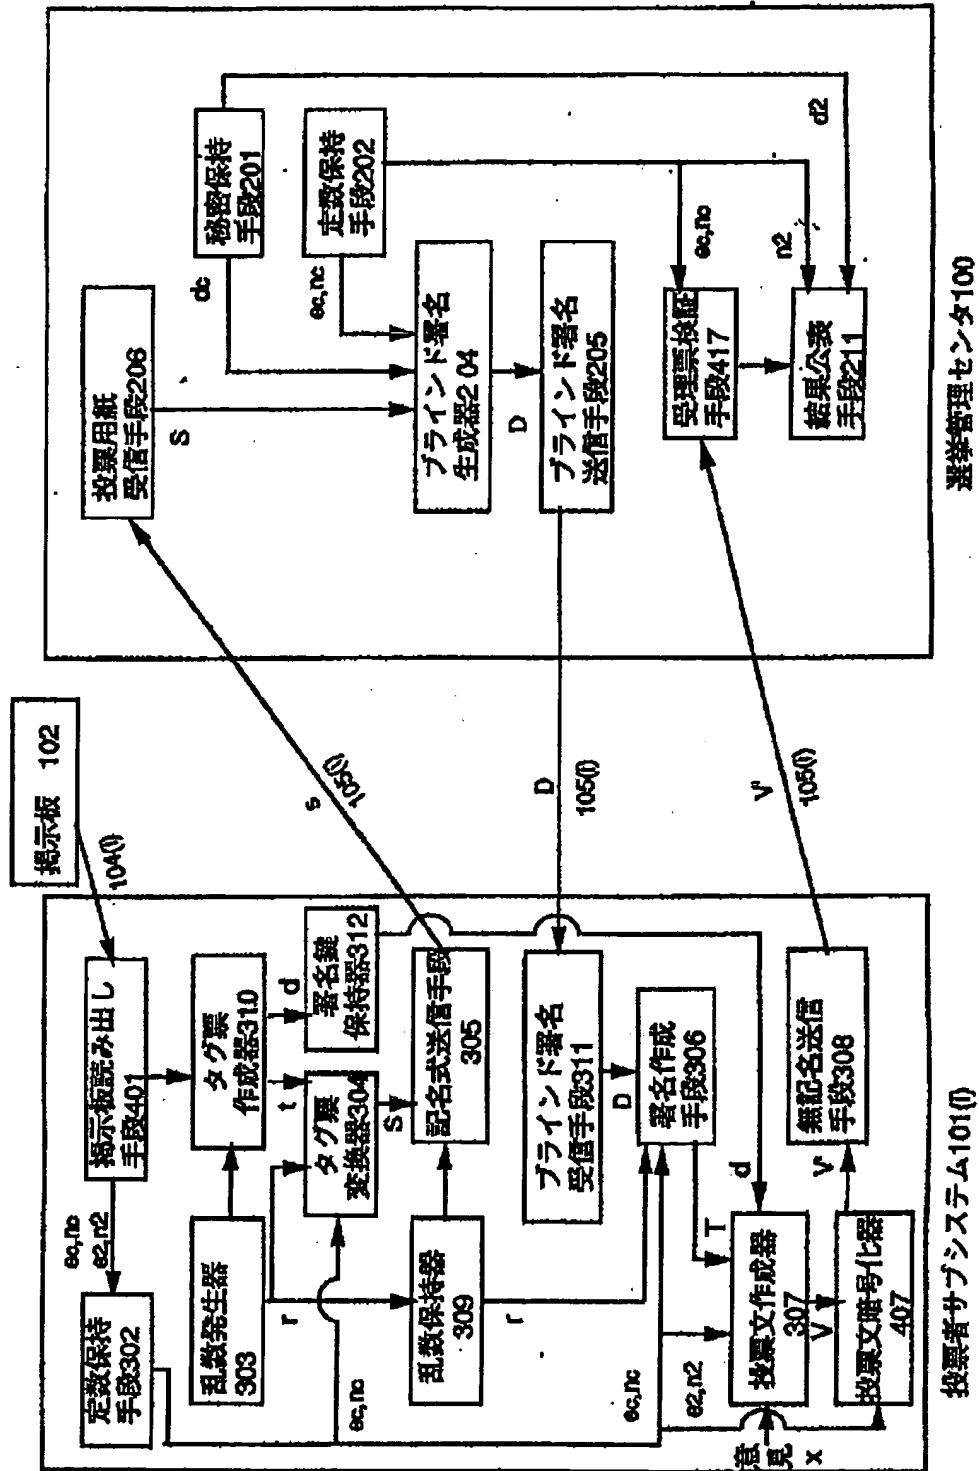 掲示板 102
104(i)
掲示板読み出し
手段401
ec,nc
e2,n2
定数保持
手段302
乱数発生器
303
タグ票
作成器310
t
d
タグ票
変換器304
署名鍵
保持器312
r
S
ec,nc
乱数保持器
309
記名式送信手段
305
s
105(i)
r
ブラインド署名
受信手段311
D
105(i)
D
署名作成
手段306
ec,nc
e2,n2
T
d
意見
x
投票文作成器
307
V
投票文暗号化器
407
V'
無記名送信
手段308
V'
105(i)
投票者サブシステム101(i)
投票用紙
受信手段206
秘密保持
手段201
定数保持
手段202
S
dc
ec,nc
ブラインド署名
生成器204
D
ブラインド署名
送信手段205
受理票検証
手段417
ec,nc
n2
d2
結果公表
手段211
選挙管理センタ100